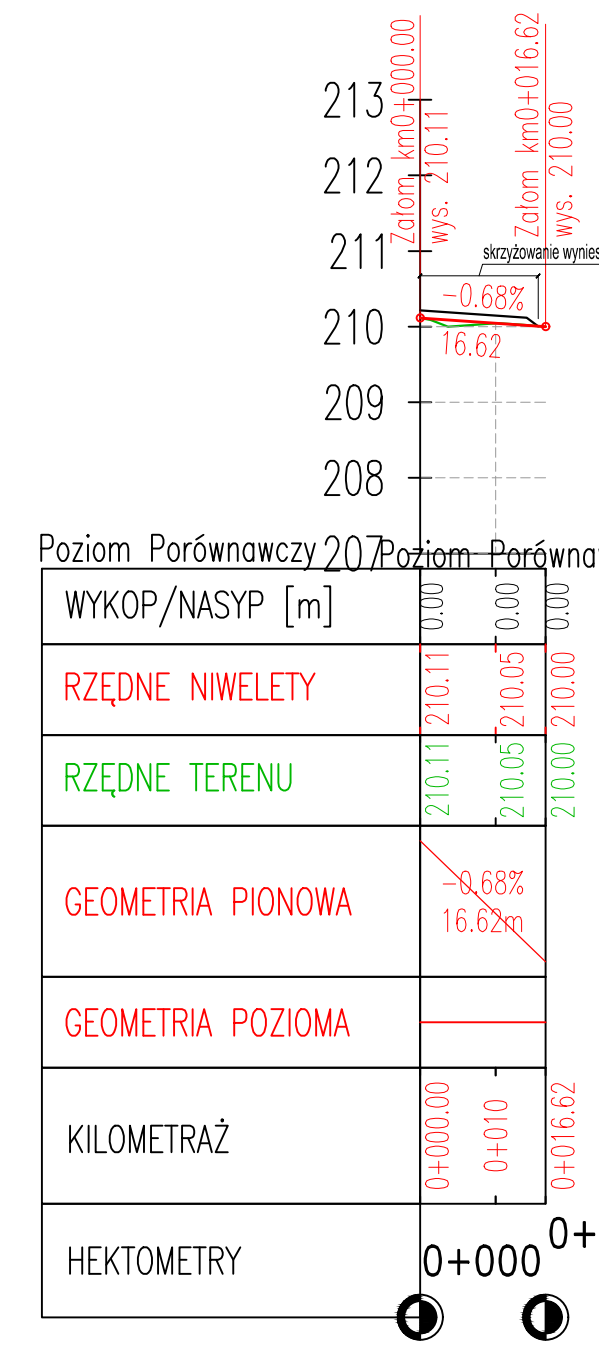 Załom km0+000.00
wys. 210.11
Załom km0+016.62
wys. 210.00
213
212
211
skrzyżowanie wynies
-0.68%
210
16.62
209
208
Poziom Porównawczy 207
Poziom Porówna
WYKOP/NASYP [m] 0.00 0.00 0.00
RZĘDNE NIWELETY 210.11 210.05 210.00
RZĘDNE TERENU 210.11 210.05 210.00
GEOMETRIA PIONOWA -0.68%
16.62m
GEOMETRIA POZIOMA
KILOMETRAŻ 0+000.00 0+010 0+016.62
HEKTOMETRY 0+000 0+